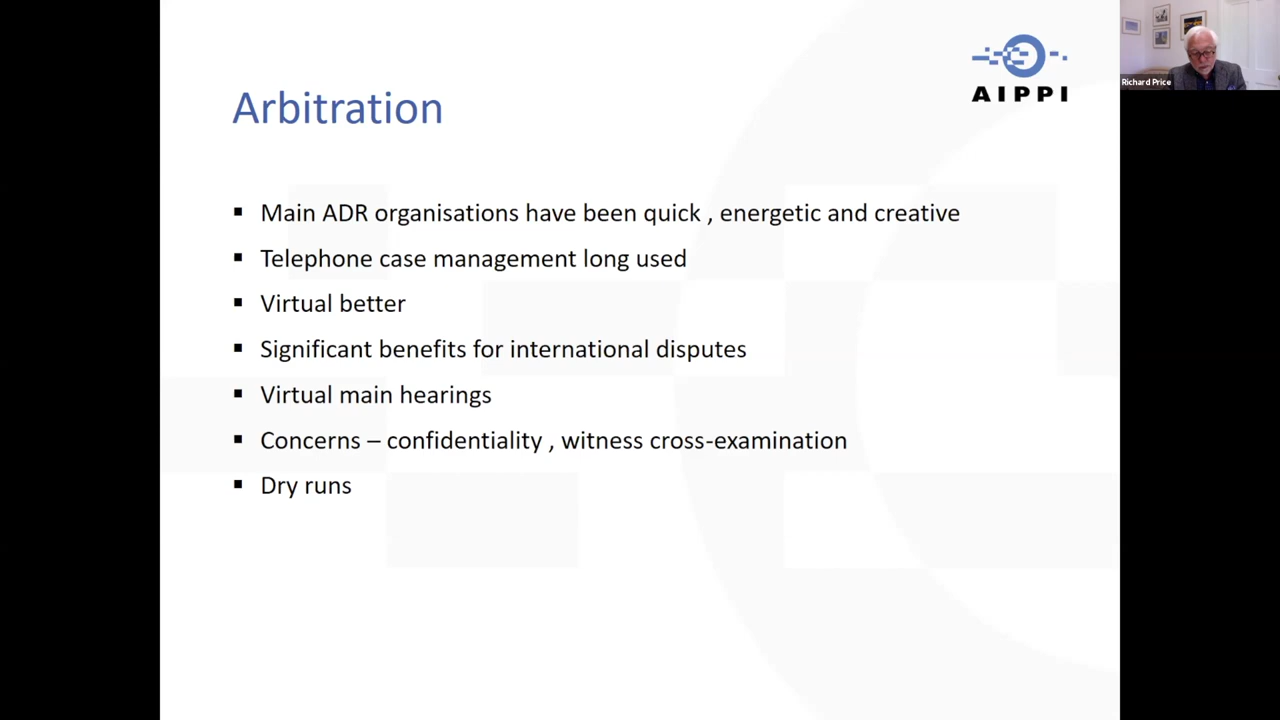 AIPPI
Richard Price
Arbitration
▪ Main ADR organisations have been quick , energetic and creative
▪ Telephone case management long used
▪ Virtual better
▪ Significant benefits for international disputes
▪ Virtual main hearings
▪ Concerns – confidentiality , witness cross-examination
▪ Dry runs